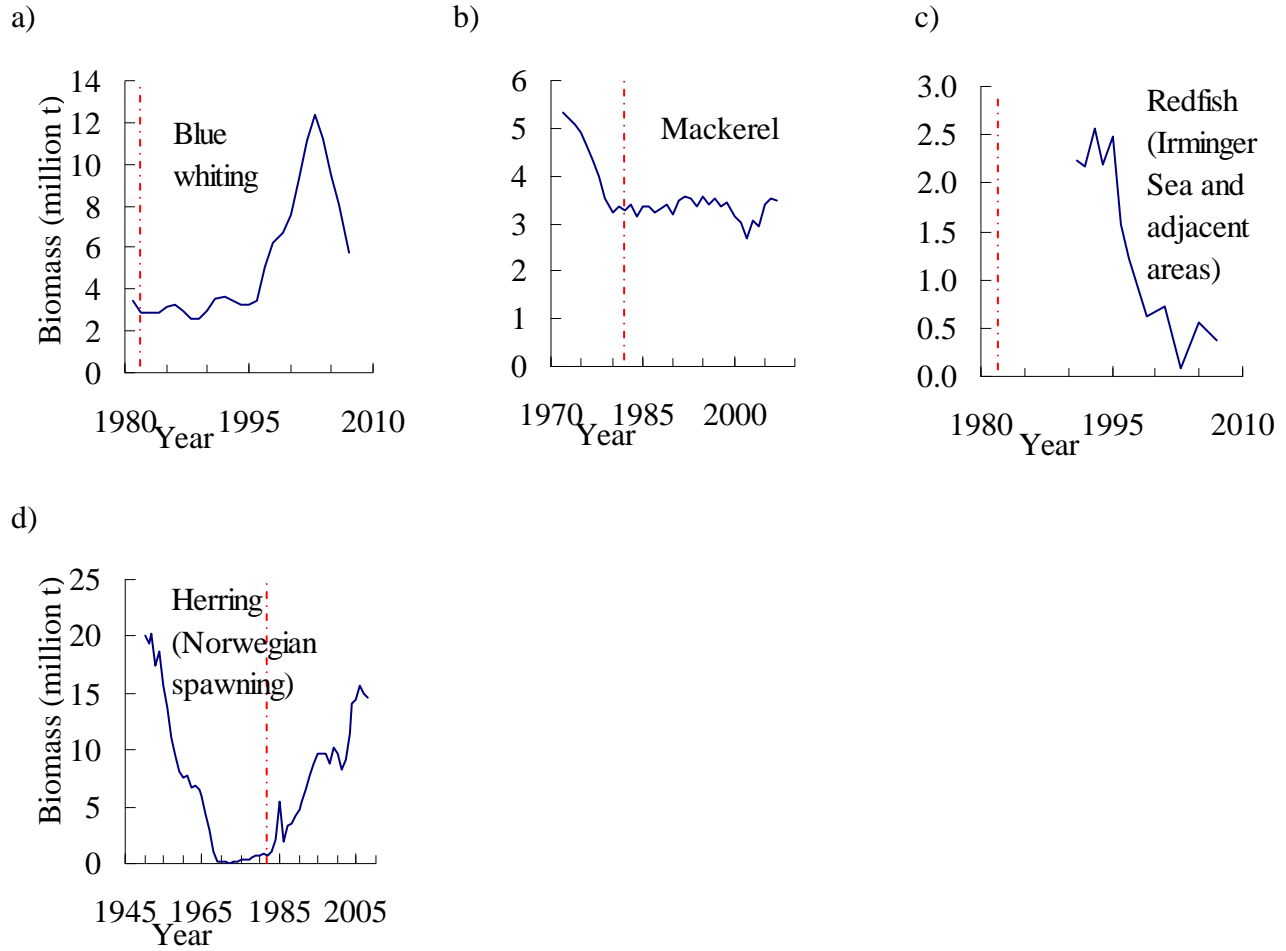 a)
b)
c)
Biomass (million t)
14
12
10
8
6
4
2
0
Blue
whiting
1980
1995
2010
Year
6
5
4
3
2
1
0
Mackerel
1970
1985
2000
Year
3.0
2.5
2.0
1.5
1.0
0.5
0.0
Redfish
(Irminger
Sea and
adjacent
areas)
1980
1995
2010
Year
d)
Biomass (million t)
25
20
15
10
5
0
Herring
(Norwegian
spawning)
1945
1965
1985
2005
Year